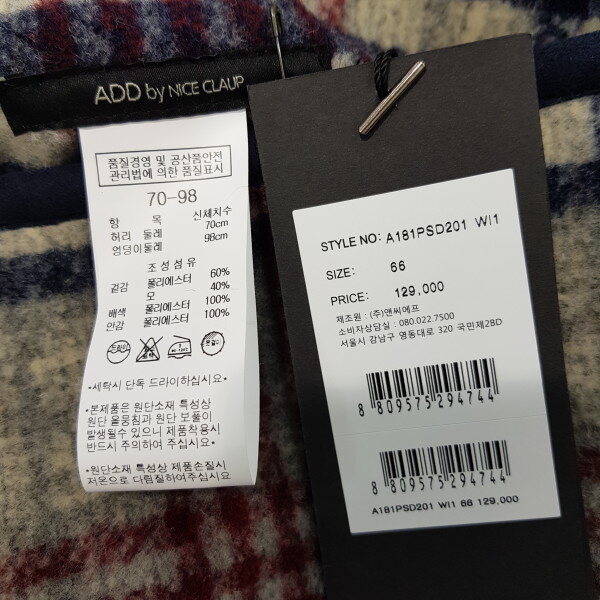 ADD by NICE CLAUP
품질경영 및 공산품안전
관리법에 의한 품질표시
70-98
항 목 신체치수
허리 둘레 70cm
엉덩이둘레 98cm
조성섬유
겉감 폴리에스터 60%
모 40%
배색 폴리에스터 100%
안감 폴리에스터 100%
*세탁시 단독 드라이하십시요*
*본제품은 원단소재 특성상
원단 올뭉침과 원단 보풀이
발생될수 있으니 제품착용시
반드시 주의하여 주십시요*
*원단소재 특성상 제품손질시
저온으로 다림질하여주십시요*
STYLE NO: A181PSD201 WI1
SIZE: 66
PRICE: 129,000
제조원 : (주)앤씨에프
소비자상담실 : 080.022.7500
서울시 강남구 영동대로 320 국민제2BD
8 809575 294744
8 809575 294744
A181PSD201 WI1 66 129,000